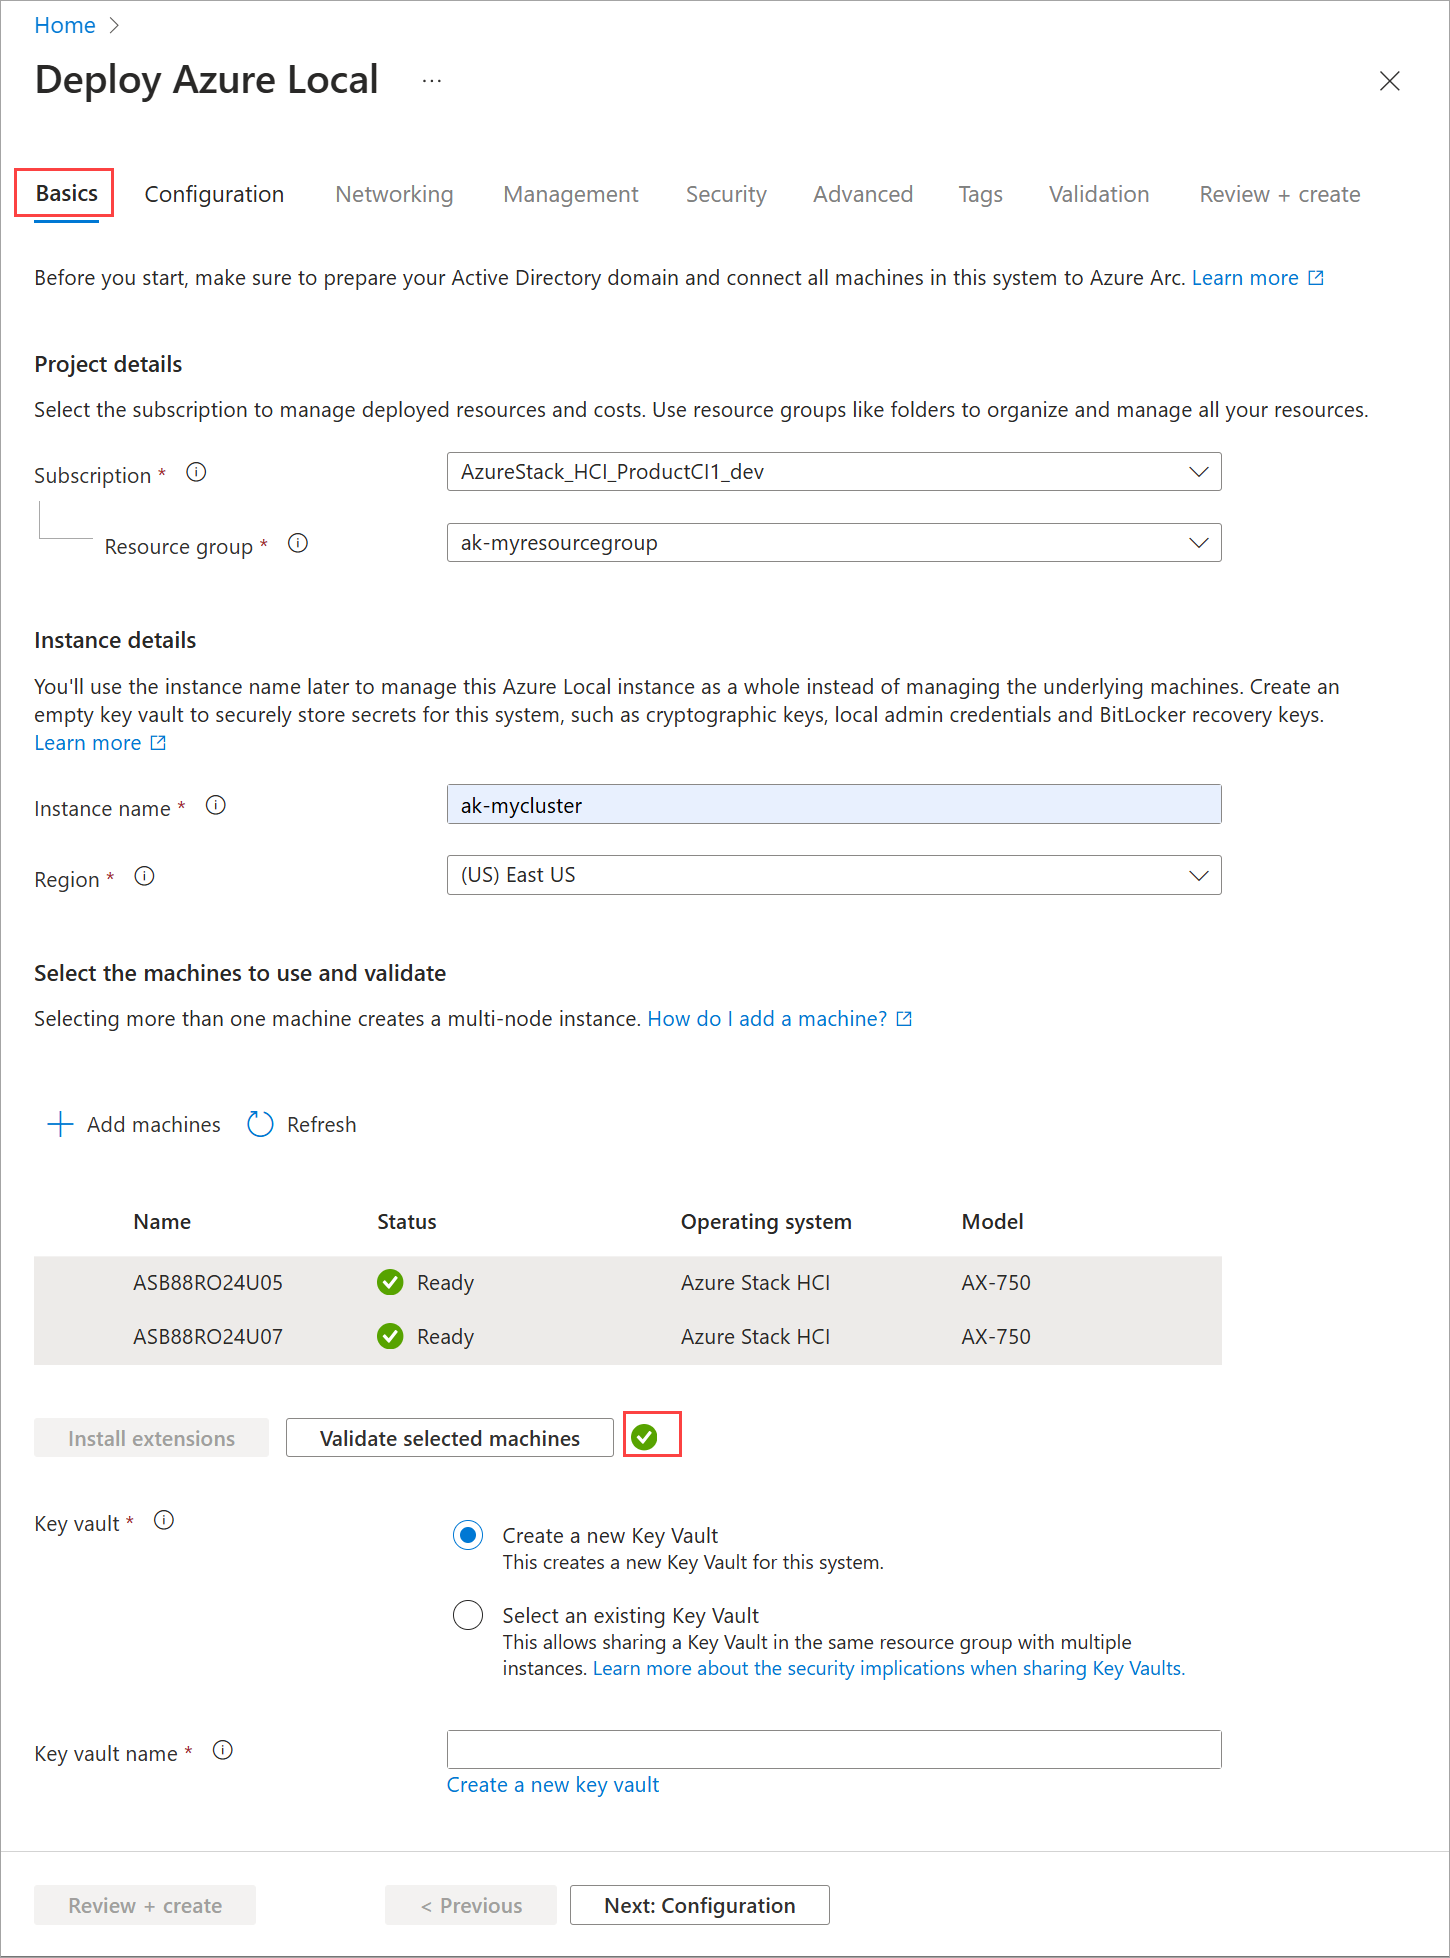 Home
Deploy Azure Local ...
Basics Configuration Networking Management Security Advanced Tags Validation Review + create
Before you start, make sure to prepare your Active Directory domain and connect all machines in this system to Azure Arc. Learn more
Project details
Select the subscription to manage deployed resources and costs. Use resource groups like folders to organize and manage all your resources.
Subscription * AzureStack_HCI_ProductCI1_dev
Resource group * ak-myresourcegroup
Instance details
You'll use the instance name later to manage this Azure Local instance as a whole instead of managing the underlying machines. Create an
empty key vault to securely store secrets for this system, such as cryptographic keys, local admin credentials and BitLocker recovery keys.
Learn more
Instance name * ak-mycluster
Region * (US) East US
Select the machines to use and validate
Selecting more than one machine creates a multi-node instance. How do I add a machine?
Add machines Refresh
Name Status Operating system Model
ASB88RO24U05 Ready Azure Stack HCI AX-750
ASB88RO24U07 Ready Azure Stack HCI AX-750
Install extensions Validate selected machines
Key vault * Create a new Key Vault
This creates a new Key Vault for this system.
Select an existing Key Vault
This allows sharing a Key Vault in the same resource group with multiple
instances. Learn more about the security implications when sharing Key Vaults.
Key vault name *
Create a new key vault
Review + create < Previous Next: Configuration